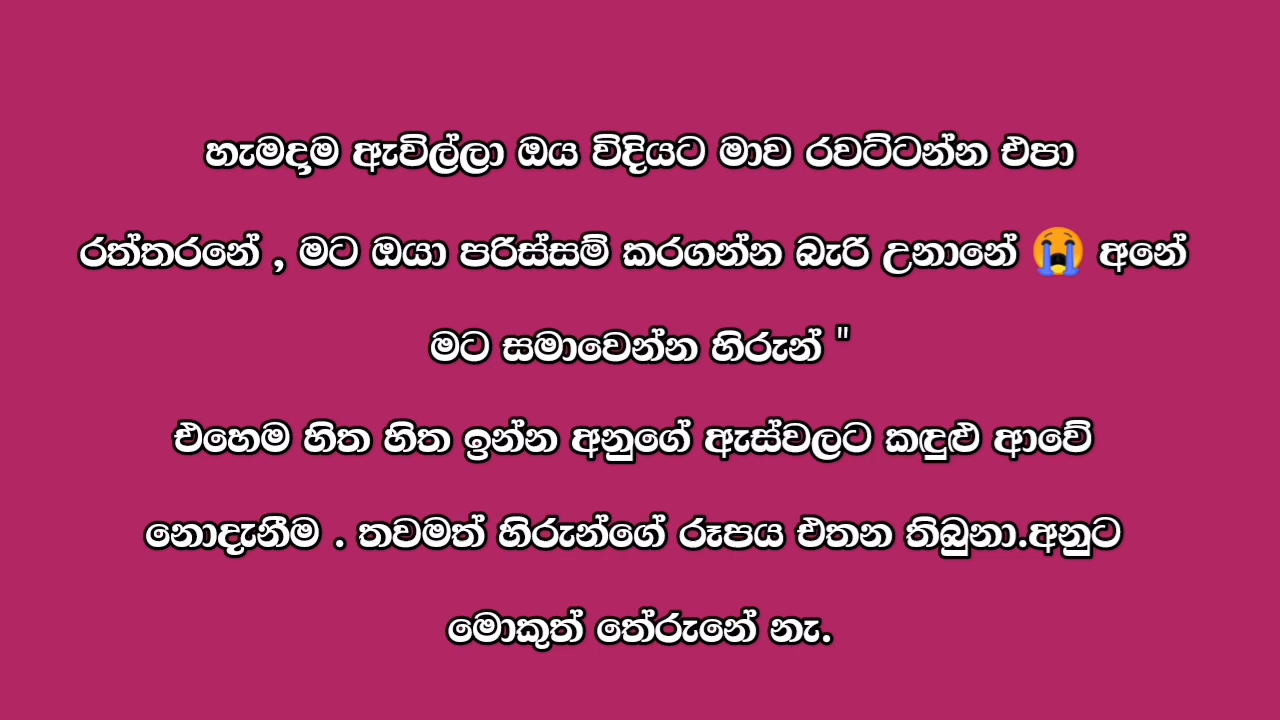 හැමදාම ඇවිල්ලා ඔය විදියට මාව රවට්ටන්න එපා
රත්තරනේ , මට ඔයා පරිස්සම් කරගන්න බැරි උනානේ 😭 අනේ
මට සමාවෙන්න හිරුන් "
එහෙම හිත හිත ඉන්න අනුගේ ඇස්වලට කඳුළු ආවේ
නොදැනීම . තවමත් හිරුන්ගේ රූපය එතන තිබුනා.අනුට
මොකුත් තේරුනේ නැ.